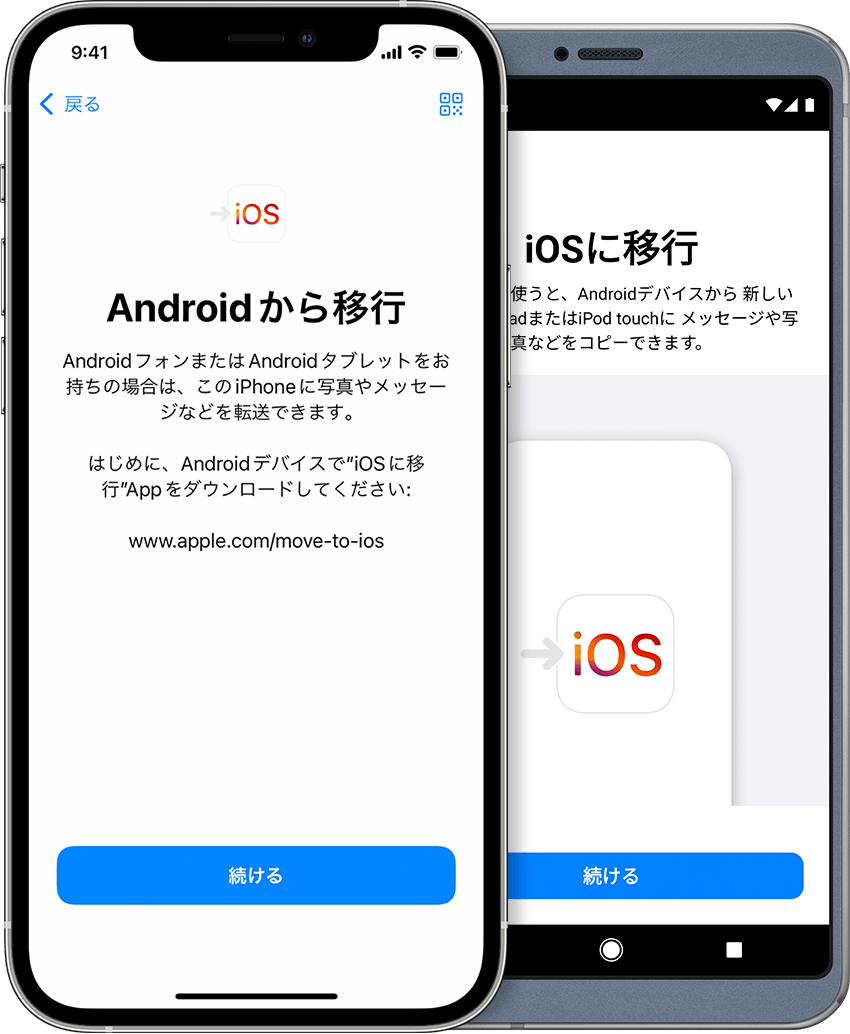 9:41
戻る
iOS
Androidから移行
AndroidフォンまたはAndroidタブレットをお
持ちの場合は、このiPhoneに写真やメッセー
ジなどを転送できます。
はじめに、Androidデバイスで“iOSに移
行”Appをダウンロードしてください:
www.apple.com/move-to-ios
続ける
iOSに移行
使うと、Androidデバイスから 新しい
adまたはiPod touchに メッセージや写
真などをコピーできます。
iOS
続ける